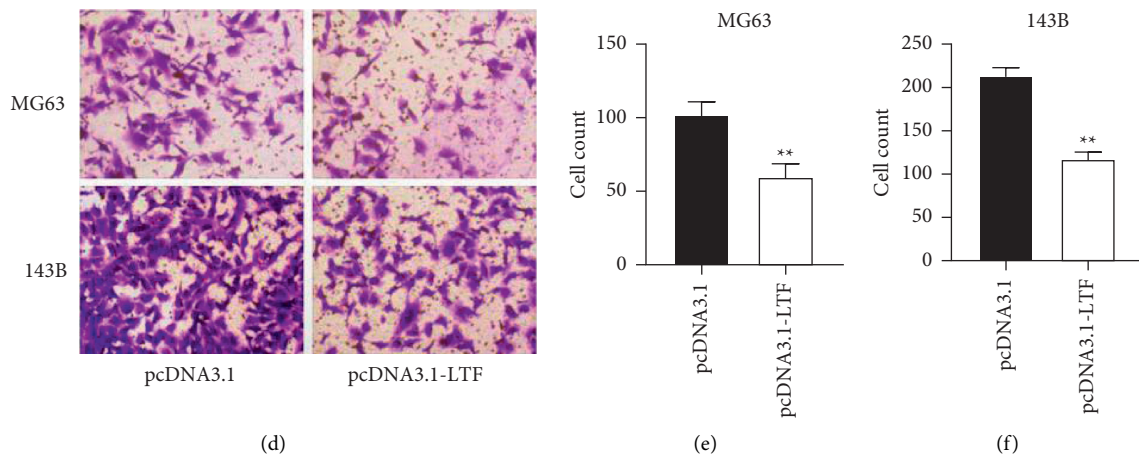 MG63
143B
pcDNA3.1
pcDNA3.1-LTF
(d)
MG63
150
100
50
0
Cell count
**
pcDNA3.1
pcDNA3.1-LTF
(e)
143B
250
200
150
100
50
0
Cell count
**
pcDNA3.1
pcDNA3.1-LTF
(f)